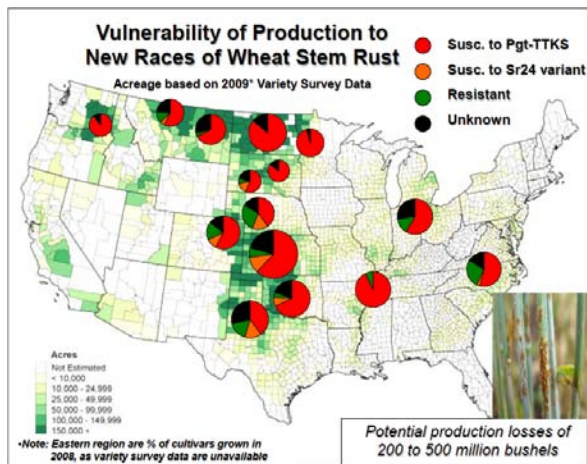 Vulnerability of Production to
New Races of Wheat Stem Rust
Acreage based on 2009* Variety Survey Data
Susc. to Pgt-TTKS
Susc. to Sr24 variant
Resistant
Unknown
Acres
Not Estimated
< 10,000
10,000 - 24,999
25,000 - 49,999
50,000 - 99,999
100,000 - 149,999
150,000 +
•Note: Eastern region are % of cultivars grown in
2008, as variety survey data are unavailable
Potential production losses of
200 to 500 million bushels